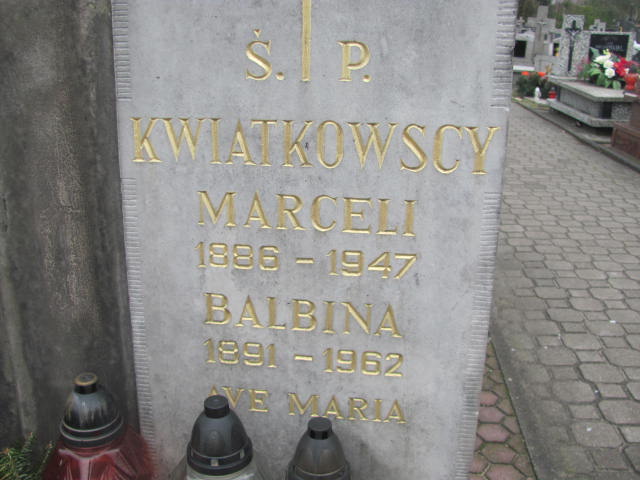 Ś. P.
KWIATKOWSCY
MARCELI
1886 - 1947
BALBINA
1891 - 1962
AVE MARIA